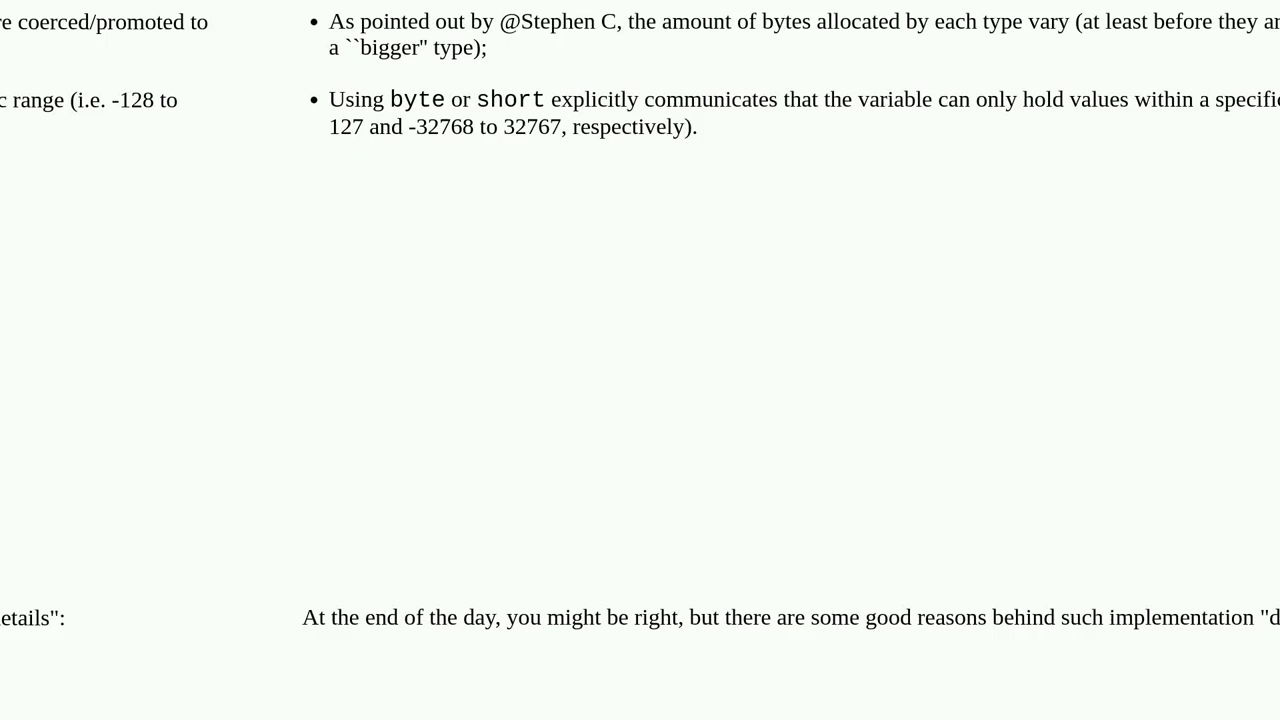 re coerced/promoted to
• As pointed out by @Stephen C, the amount of bytes allocated by each type vary (at least before they ar
a ``bigger" type);
c range (i.e. -128 to
• Using byte or short explicitly communicates that the variable can only hold values within a specific
127 and -32768 to 32767, respectively).
etails":
At the end of the day, you might be right, but there are some good reasons behind such implementation "d